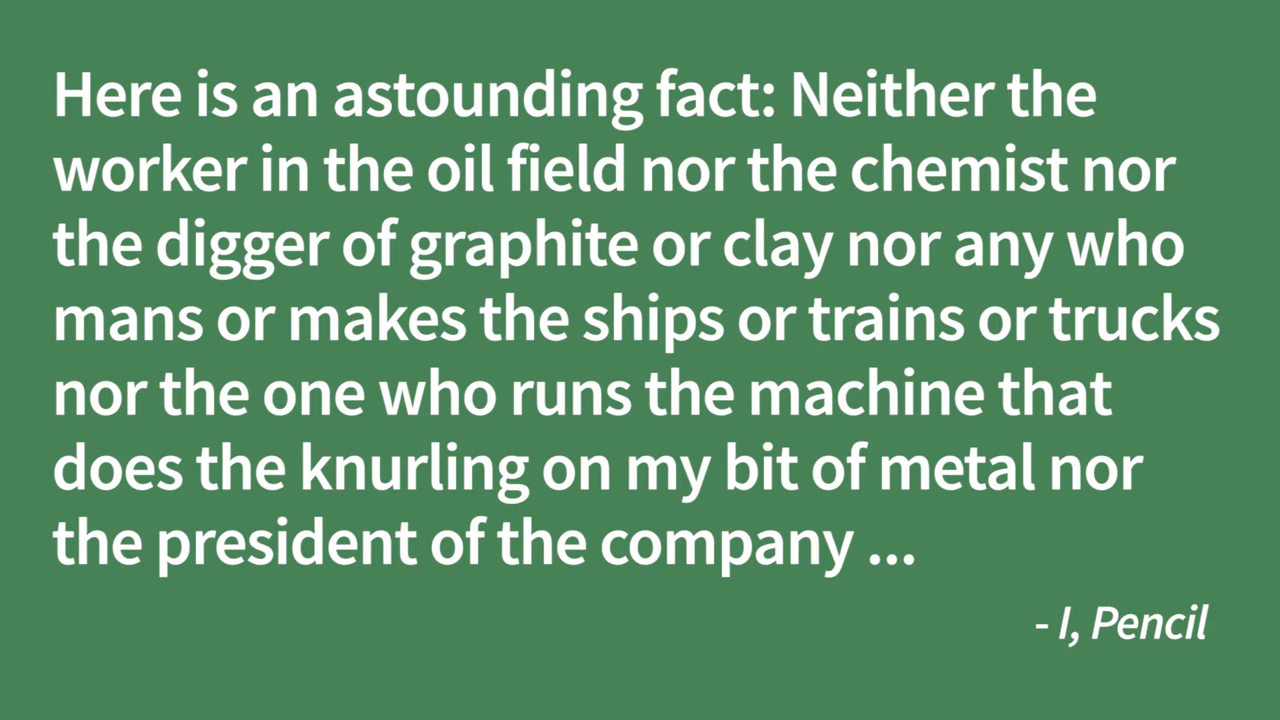 Here is an astounding fact: Neither the
worker in the oil field nor the chemist nor
the digger of graphite or clay nor any who
mans or makes the ships or trains or trucks
nor the one who runs the machine that
does the knurling on my bit of metal nor
the president of the company ...
- I, Pencil